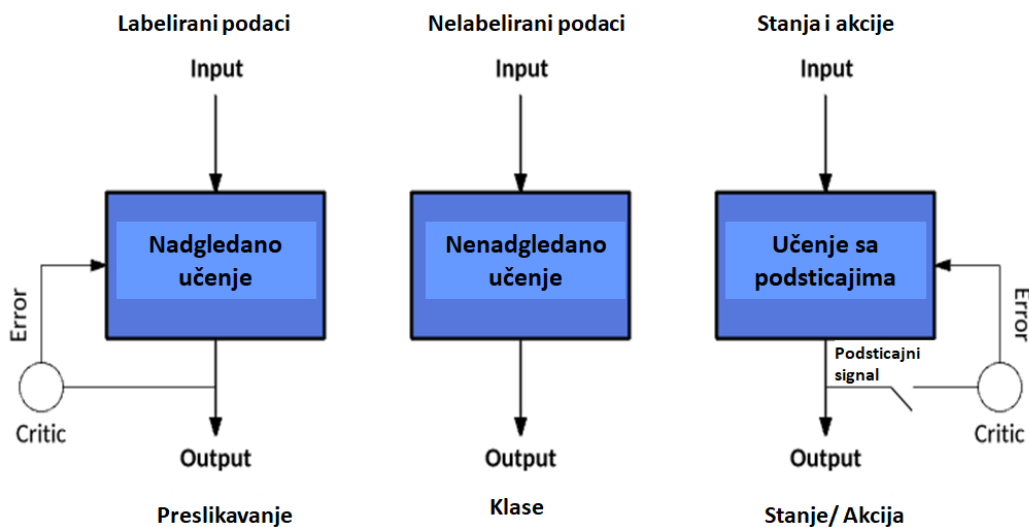 Labelirani podaci
Nelabelirani podaci
Stanja i akcije
Input
Input
Input
Nadgledano
učenje
Nenadgledano
učenje
Učenje sa
podsticajima
Error
Error
Podsticajni
signal
Critic
Critic
Output
Output
Output
Preslikavanje
Klase
Stanje/ Akcija